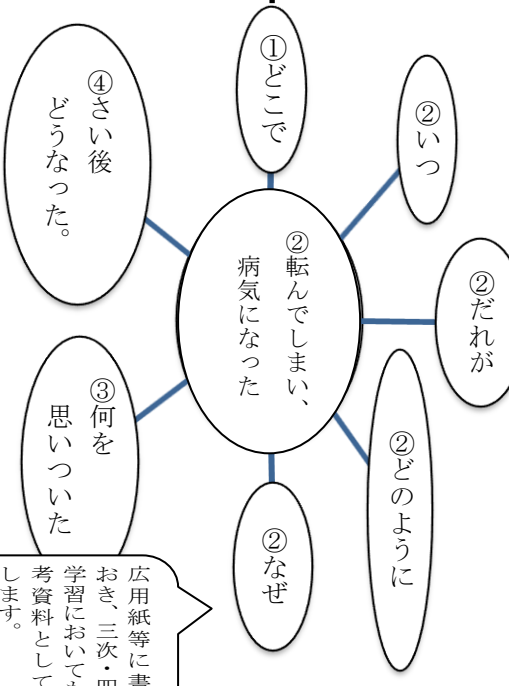 ②だれが
②いつ
②どのように
②転んでしまい、
病気になった
①どこで
②なぜ
④さい後
どうなった。
③何を
思いついた
広用紙等に書
おき、三次・四
学習においても
考資料として
します。